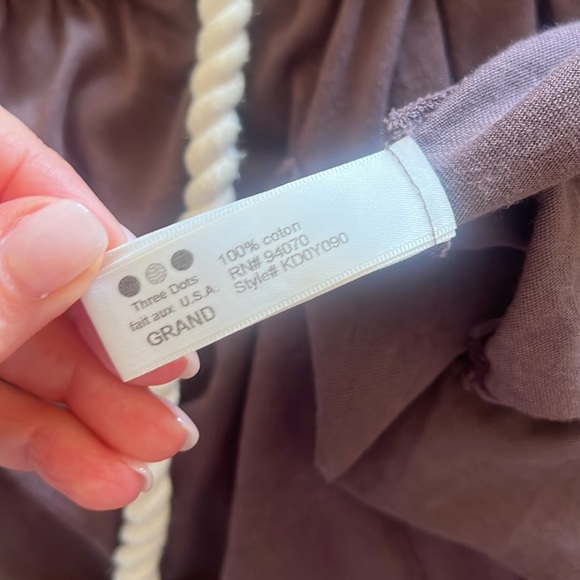 Three Dots
fait aux U.S.A.
GRAND
100% coton
RN# 94070
Style# KD0Y090